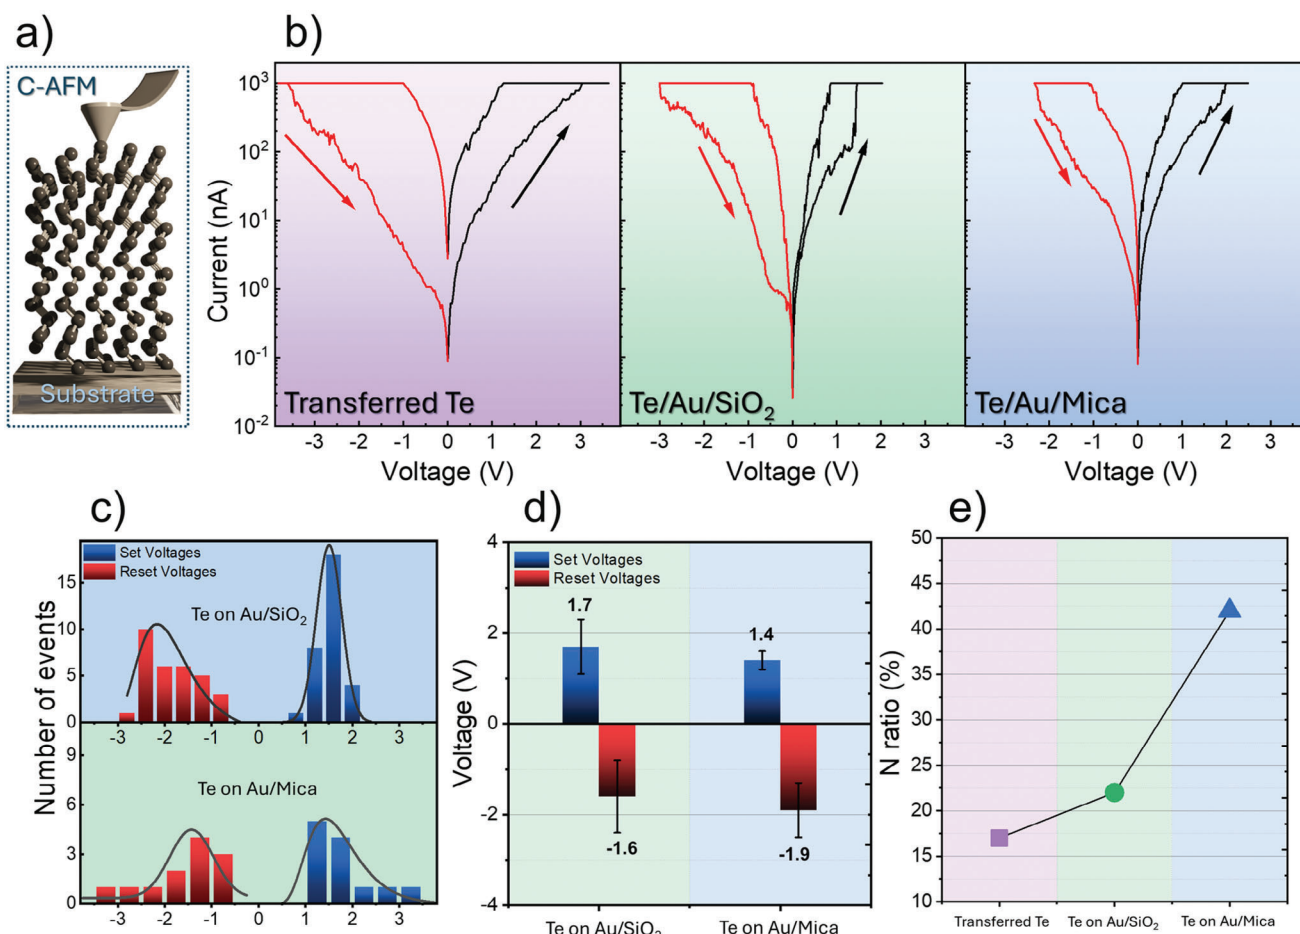 a)
C-AFM
Substrate
b)
Current (nA)
10³
10²
10¹
10⁰
10⁻¹
10⁻²
Transferred Te
Te/Au/SiO₂
Te/Au/Mica
-3 -2 -1 0 1 2 3
-3 -2 -1 0 1 2 3
-3 -2 -1 0 1 2 3
Voltage (V)
Voltage (V)
Voltage (V)
c)
Number of events
Set Voltages
Reset Voltages
Te on Au/SiO₂
15
10
5
0
-3 -2 -1 0 1 2 3
Te on Au/Mica
9
6
3
0
-3 -2 -1 0 1 2 3
d)
Voltage (V)
4
2
0
-2
-4
Set Voltages
Reset Voltages
1.7
1.4
-1.6
-1.9
Te on Au/SiO₂
Te on Au/Mica
e)
N ratio (%)
50
45
40
35
30
25
20
15
10
Transferred Te
Te on Au/SiO₂
Te on Au/Mica